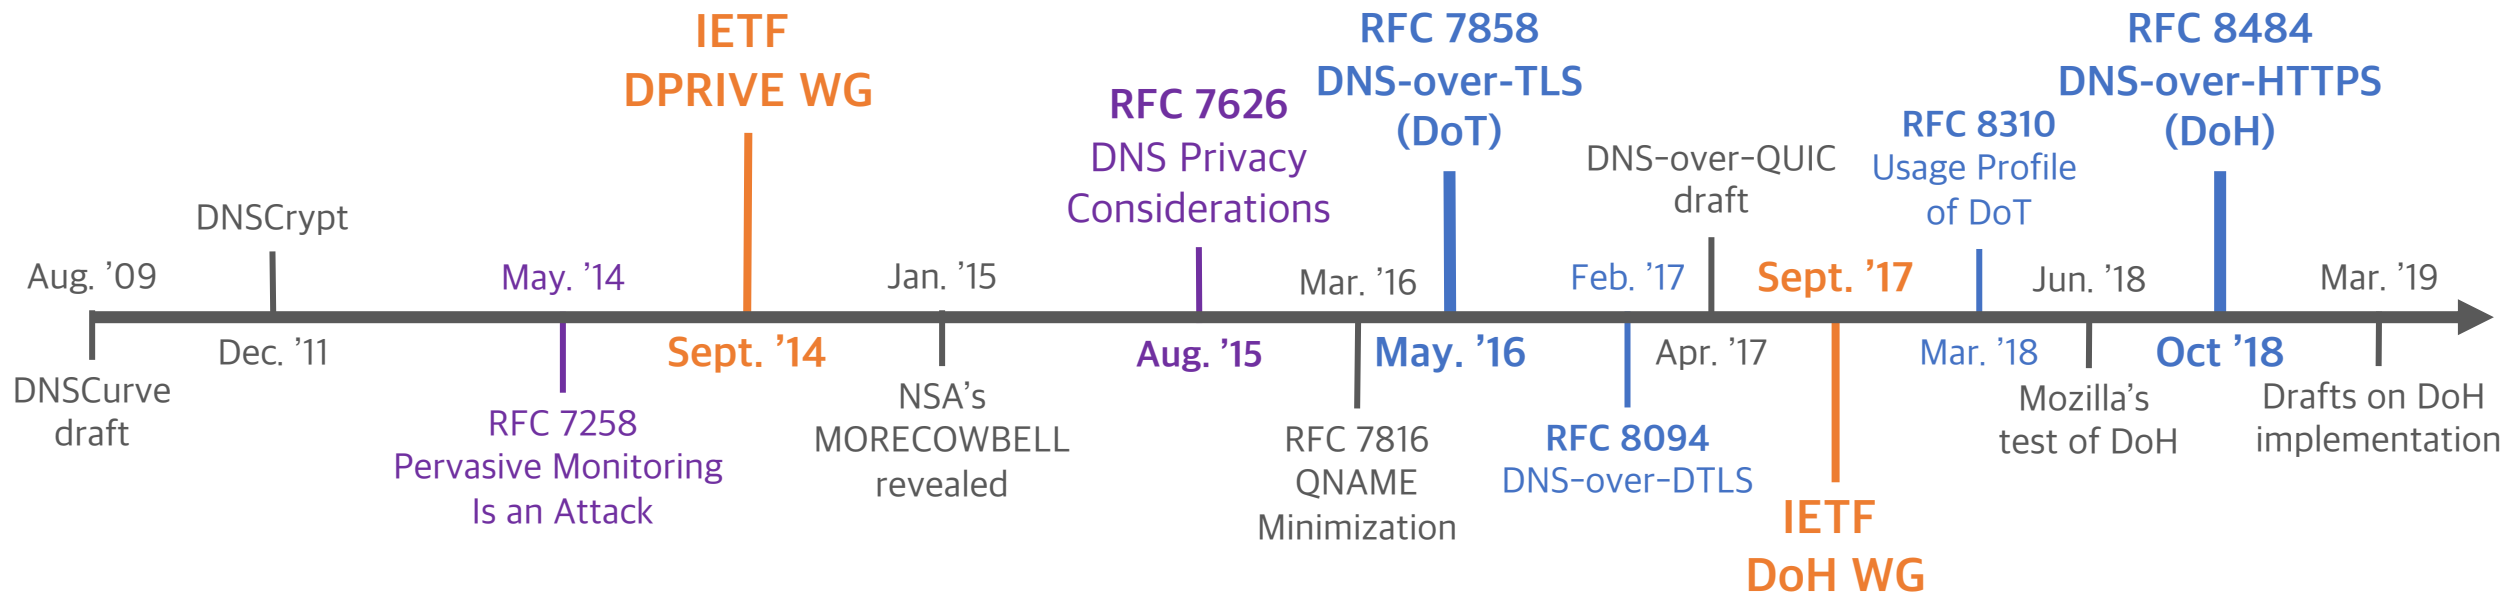 Aug. ’09
DNSCurve
draft
DNSCrypt
Dec. ’11
May. ’14
RFC 7258
Pervasive Monitoring
Is an Attack
IETF
DPRIVE WG
Sept. ’14
Jan. ’15
NSA’s
MORECOWBELL
revealed
RFC 7626
DNS Privacy
Considerations
Aug. ’15
Mar. ’16
RFC 7816
QNAME
Minimization
RFC 7858
DNS-over-TLS
(DoT)
May. ’16
Feb. ’17
RFC 8094
DNS-over-DTLS
DNS-over-QUIC
draft
Apr. ’17
Sept. ’17
IETF
DoH WG
RFC 8310
Usage Profile
of DoT
Mar. ’18
Jun. ’18
Mozilla’s
test of DoH
RFC 8484
DNS-over-HTTPS
(DoH)
Oct ’18
Mar. ’19
Drafts on DoH
implementation